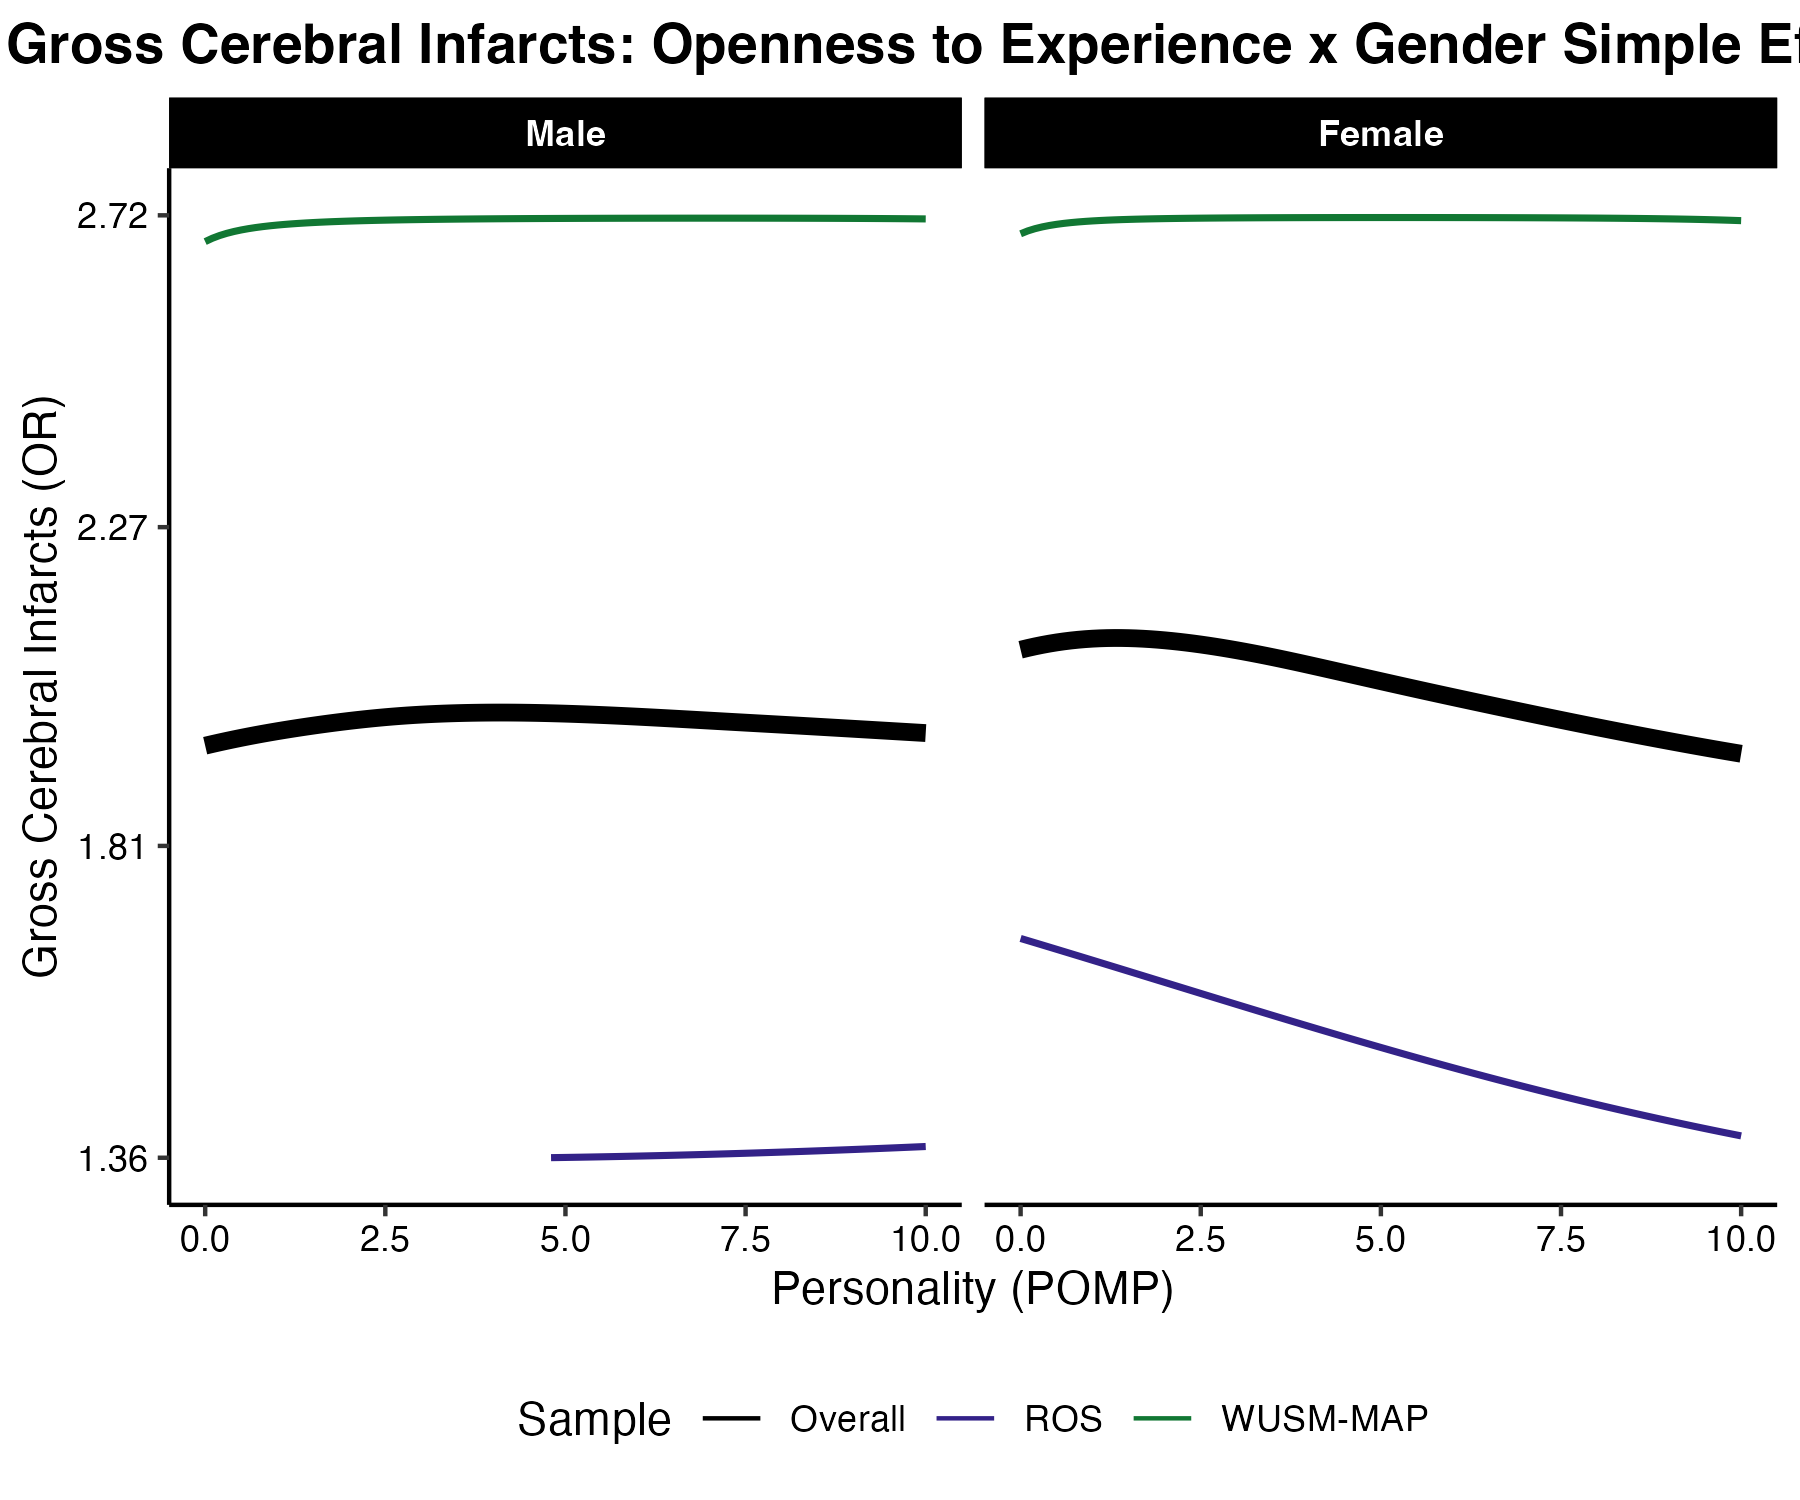 Gross Cerebral Infarcts: Openness to Experience x Gender Simple Ef
Male
Female
Gross Cerebral Infarcts (OR)
2.72
2.27
1.81
1.36
0.0 2.5 5.0 7.5 10.0
0.0 2.5 5.0 7.5 10.0
Personality (POMP)
Sample Overall ROS WUSM-MAP